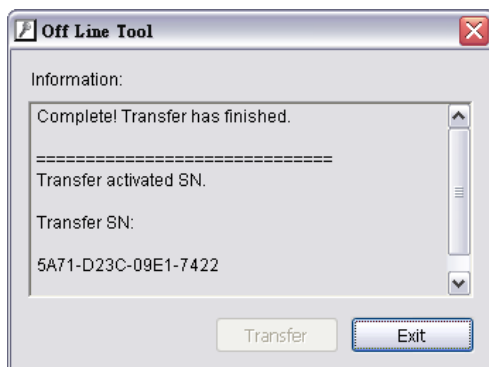 Off Line Tool
Information:
Complete! Transfer has finished.
==============================
Transfer activated SN.
Transfer SN:
5A71-D23C-09E1-7422
Transfer
Exit